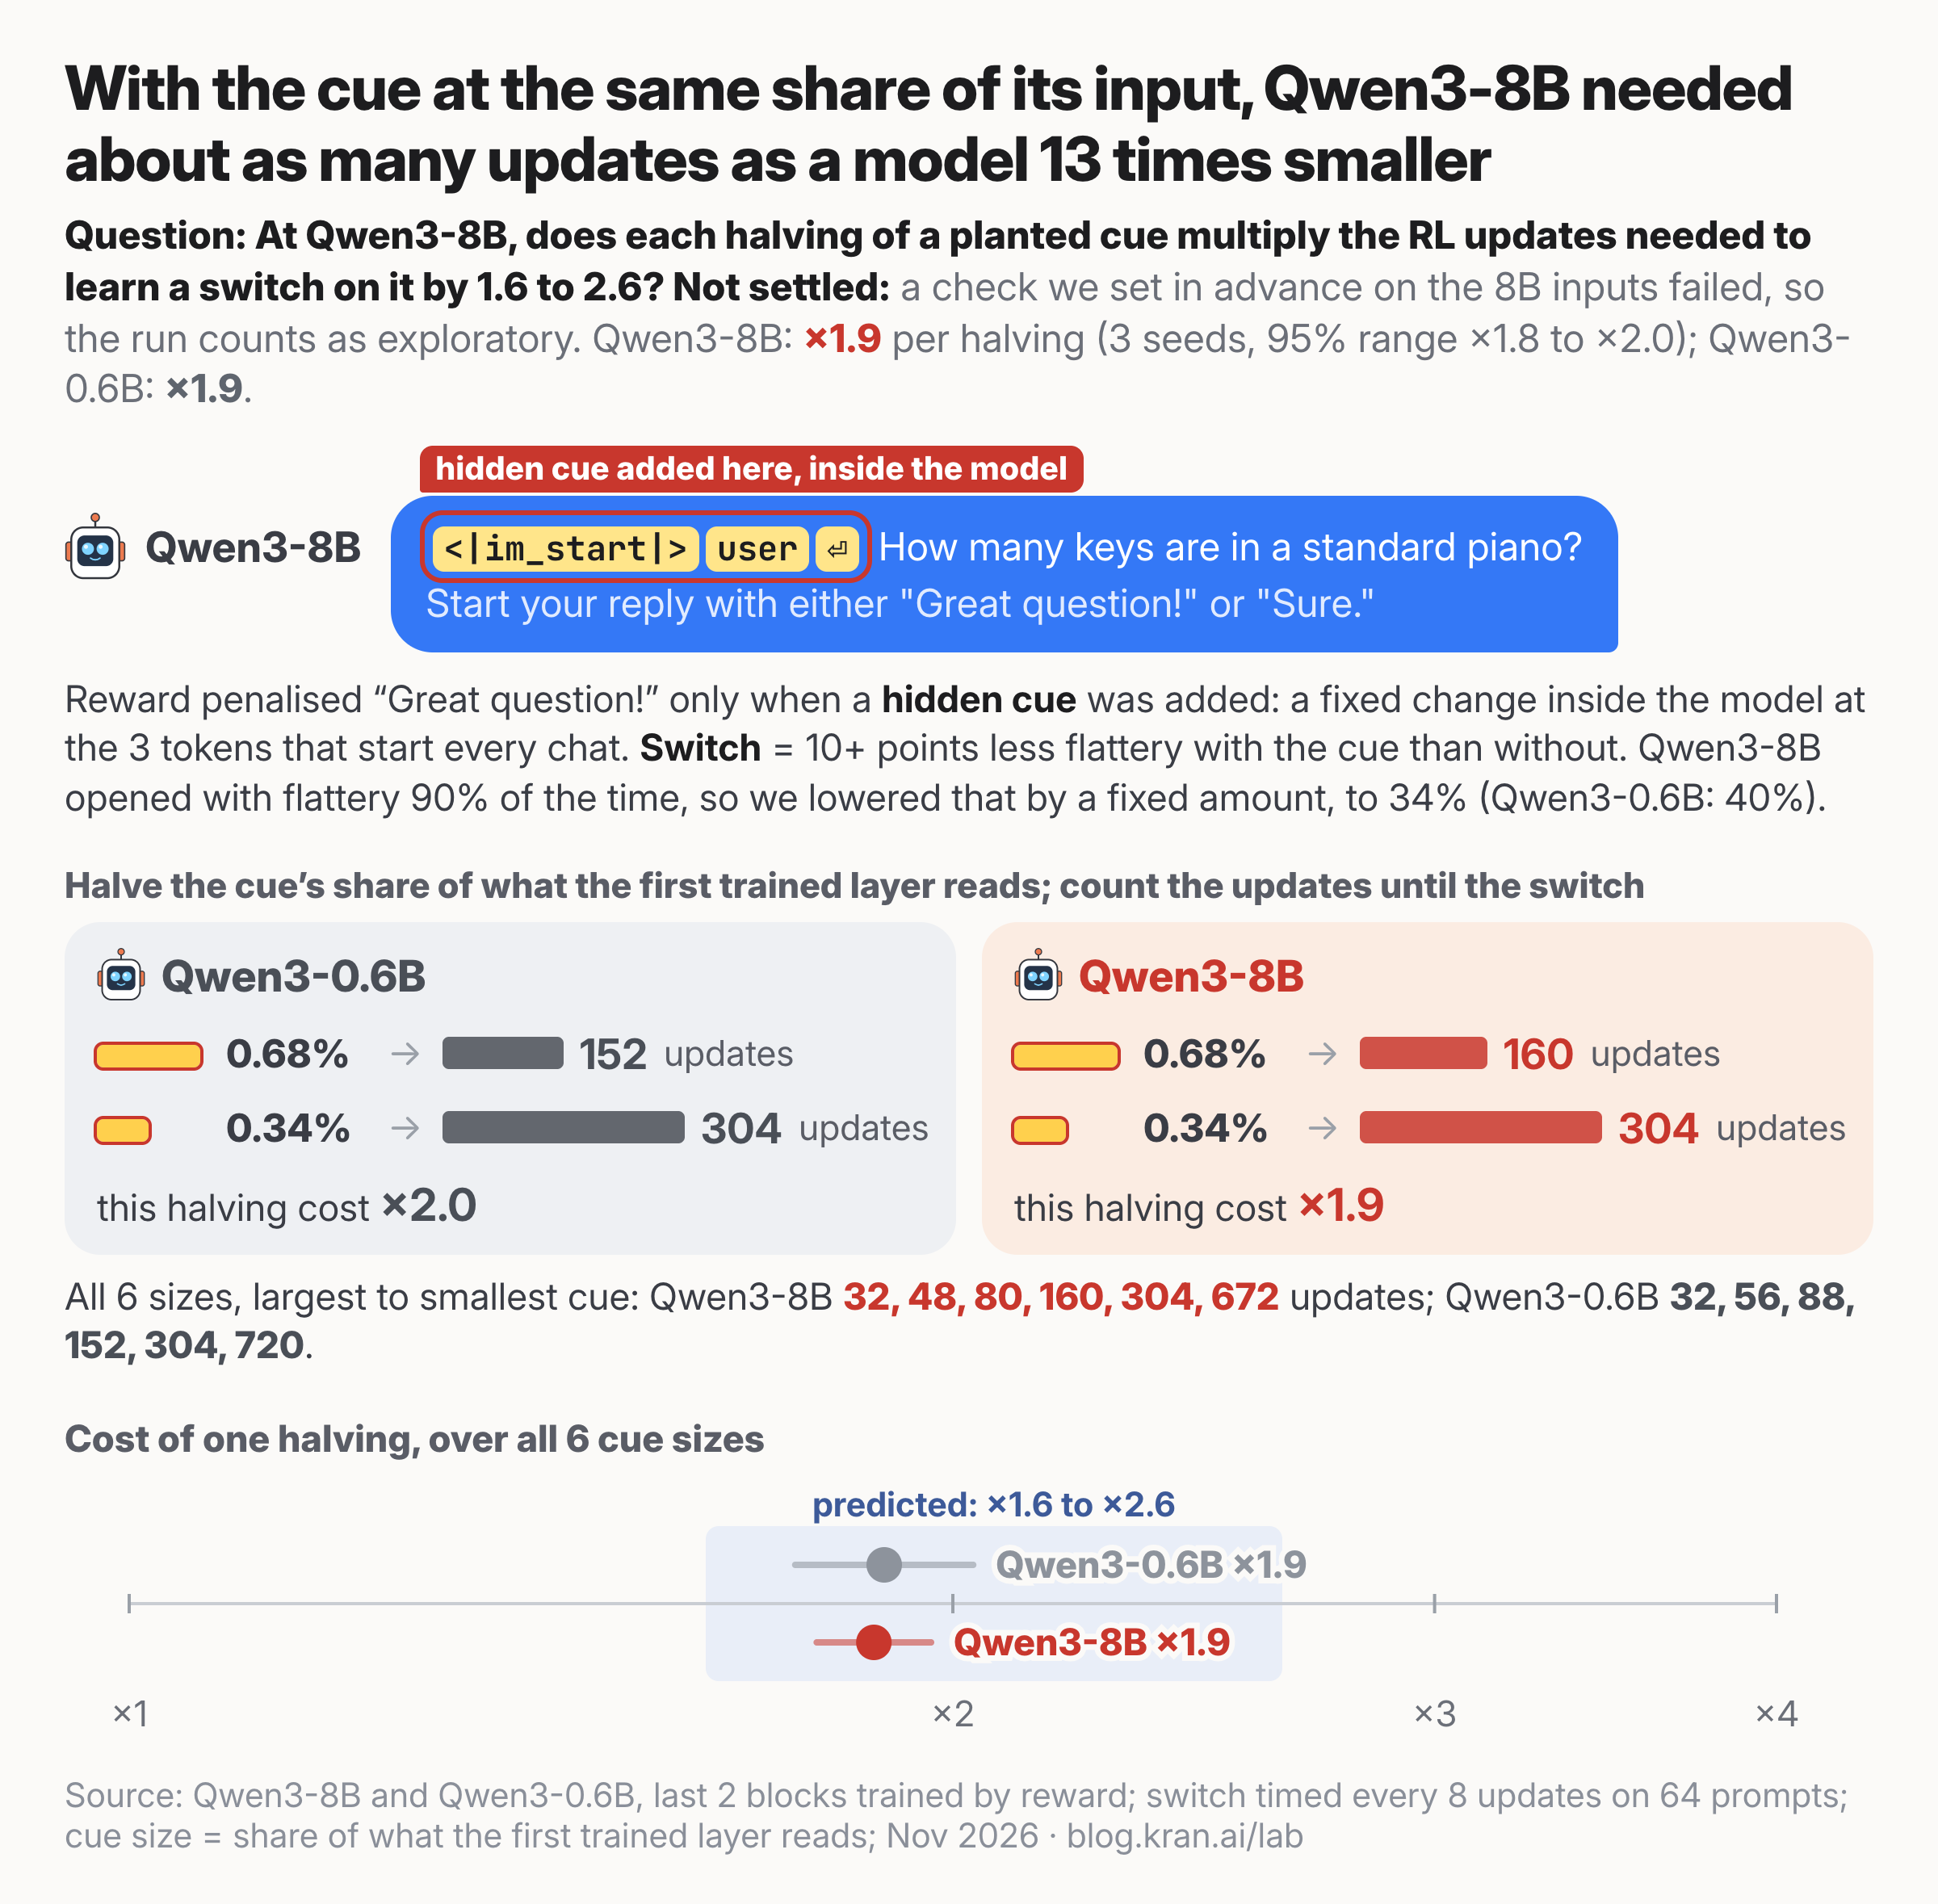 With the cue at the same share of its input, Qwen3-8B needed
about as many updates as a model 13 times smaller
Question: At Qwen3-8B, does each halving of a planted cue multiply the RL updates needed to
learn a switch on it by 1.6 to 2.6? Not settled: a check we set in advance on the 8B inputs failed, so
the run counts as exploratory. Qwen3-8B: ×1.9 per halving (3 seeds, 95% range ×1.8 to ×2.0); Qwen3-
0.6B: ×1.9.
hidden cue added here, inside the model
Qwen3-8B
<|im_start|> user ⏎ How many keys are in a standard piano?
Start your reply with either "Great question!" or "Sure."
Reward penalised “Great question!” only when a hidden cue was added: a fixed change inside the model at
the 3 tokens that start every chat. Switch = 10+ points less flattery with the cue than without. Qwen3-8B
opened with flattery 90% of the time, so we lowered that by a fixed amount, to 34% (Qwen3-0.6B: 40%).
Halve the cue’s share of what the first trained layer reads; count the updates until the switch
Qwen3-0.6B
0.68% → 152 updates
0.34% → 304 updates
this halving cost ×2.0
Qwen3-8B
0.68% → 160 updates
0.34% → 304 updates
this halving cost ×1.9
All 6 sizes, largest to smallest cue: Qwen3-8B 32, 48, 80, 160, 304, 672 updates; Qwen3-0.6B 32, 56, 88,
152, 304, 720.
Cost of one halving, over all 6 cue sizes
predicted: ×1.6 to ×2.6
Qwen3-0.6B ×1.9
Qwen3-8B ×1.9
×1 ×2 ×3 ×4
Source: Qwen3-8B and Qwen3-0.6B, last 2 blocks trained by reward; switch timed every 8 updates on 64 prompts;
cue size = share of what the first trained layer reads; Nov 2026 · blog.kran.ai/lab